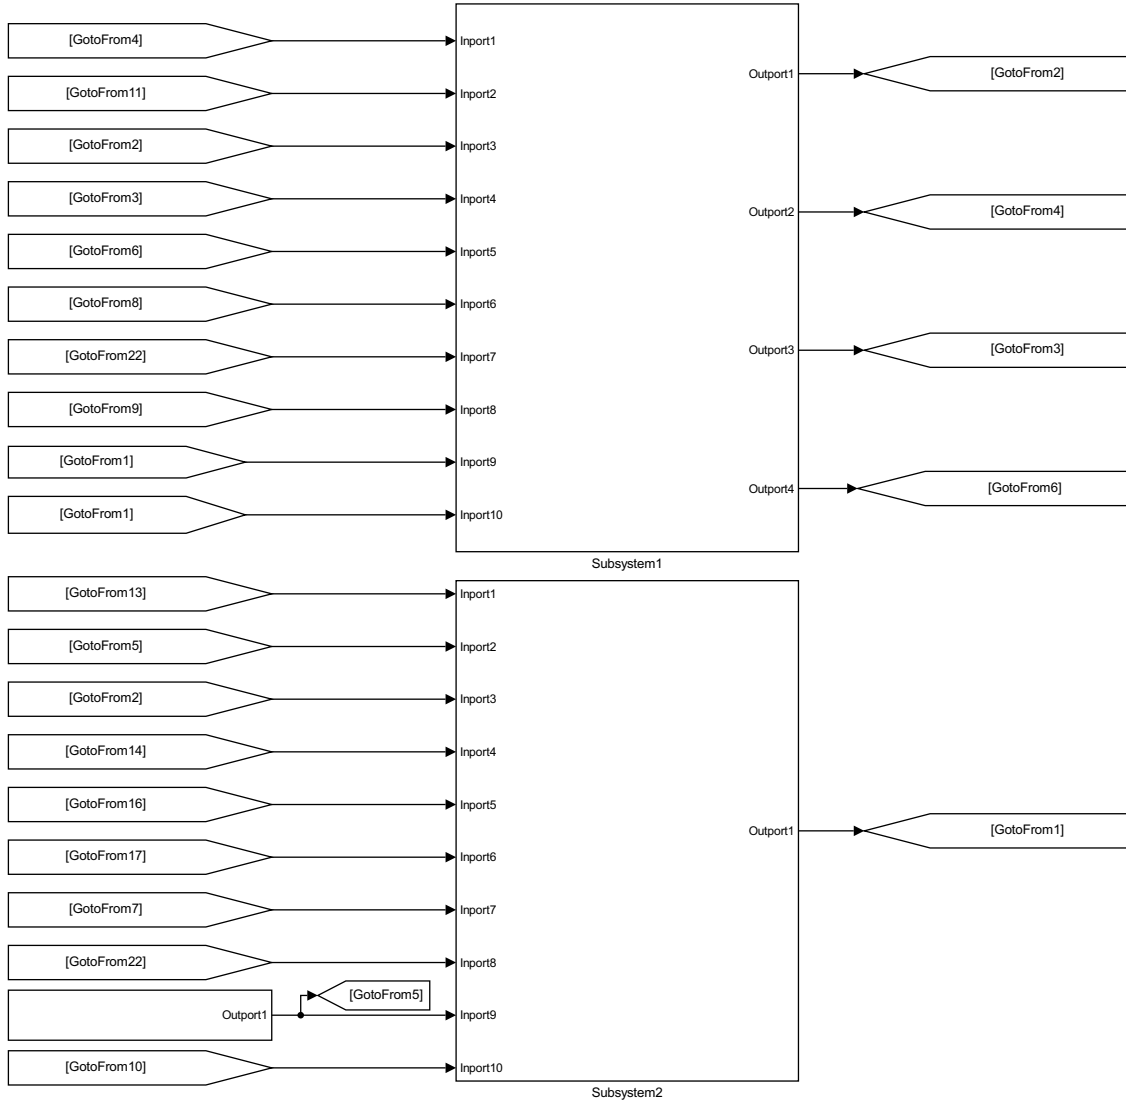 [GotoFrom4]
Inport1
[GotoFrom11]
Inport2
[GotoFrom2]
Inport3
[GotoFrom3]
Inport4
[GotoFrom6]
Inport5
[GotoFrom8]
Inport6
[GotoFrom22]
Inport7
[GotoFrom9]
Inport8
[GotoFrom1]
Inport9
[GotoFrom1]
Inport10
Outport1
[GotoFrom2]
Outport2
[GotoFrom4]
Outport3
[GotoFrom3]
Outport4
[GotoFrom6]
Subsystem1
[GotoFrom13]
Inport1
[GotoFrom5]
Inport2
[GotoFrom2]
Inport3
[GotoFrom14]
Inport4
[GotoFrom16]
Inport5
[GotoFrom17]
Inport6
[GotoFrom7]
Inport7
[GotoFrom22]
Inport8
Outport1
[GotoFrom5]
Inport9
[GotoFrom10]
Inport10
Outport1
[GotoFrom1]
Subsystem2